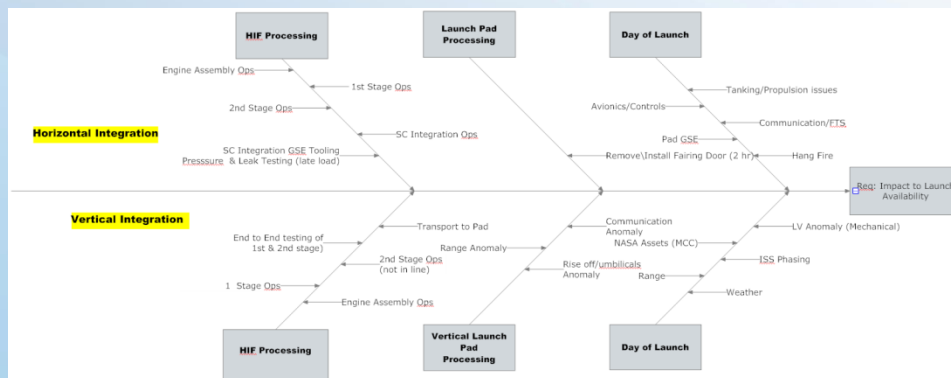 HIF Processing
Launch Pad
Processing
Day of Launch
Engine Assembly Ops
1st Stage Ops
2nd Stage Ops
SC Integration Ops
SC Integration GSE Tooling
Presssure & Leak Testing (late load)
Horizontal Integration
Remove\Install Fairing Door (2 hr)
Tanking/Propulsion issues
Avionics/Controls
Communication/FTS
Pad GSE
Hang Fire
Req: Impact to Launch
Availability
Vertical Integration
Transport to Pad
End to End testing of
1st & 2nd stage)
2nd Stage Ops
(not in line)
1 Stage Ops
Engine Assembly Ops
Communication
Anomaly
Range Anomaly
Rise off/umbilicals
Anomaly
LV Anomaly (Mechanical)
NASA Assets (MCC)
ISS Phasing
Range
Weather
HIF Processing
Vertical Launch
Pad
Processing
Day of Launch